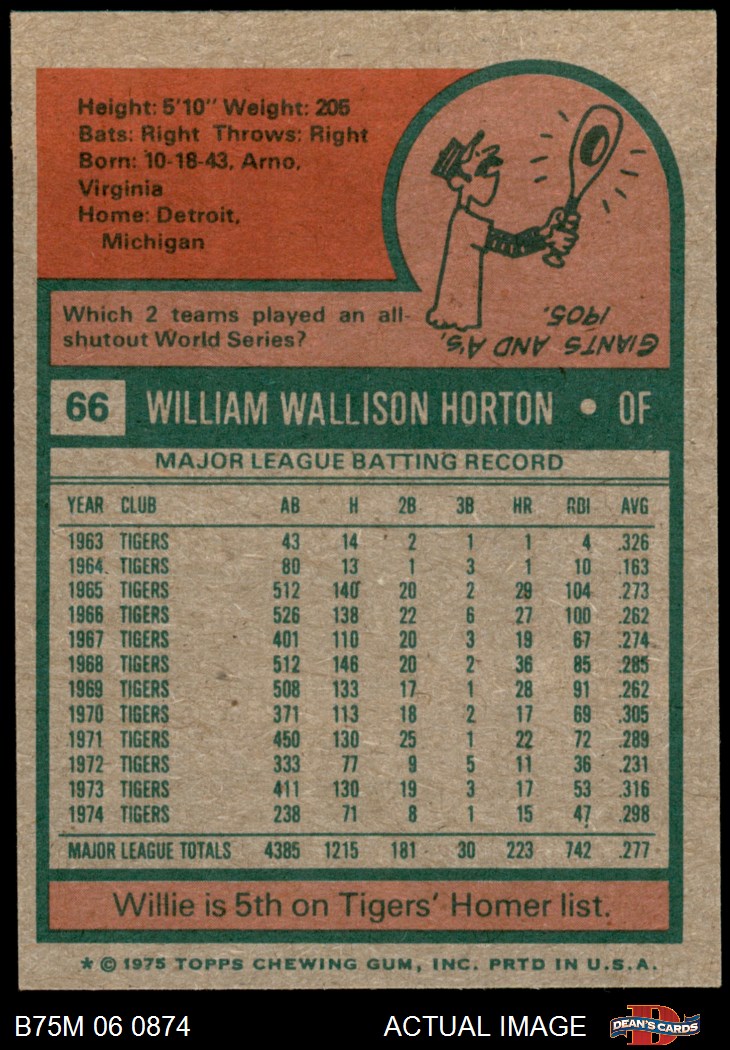 Height: 5'10" Weight: 205
Bats: Right Throws: Right
Born: 10-18-43, Arno,
Virginia
Home: Detroit,
Michigan
Which 2 teams played an all-
shutout World Series?
GIANTS AND A'S,
1905.
66 WILLIAM WALLISON HORTON • OF
MAJOR LEAGUE BATTING RECORD
YEAR CLUB AB H 2B 3B HR RBI AVG
1963 TIGERS 43 14 2 1 1 4 .326
1964 TIGERS 80 13 1 3 1 10 .163
1965 TIGERS 512 140 20 2 29 104 .273
1966 TIGERS 526 138 22 6 27 100 .262
1967 TIGERS 401 110 20 3 19 67 .274
1968 TIGERS 512 146 20 2 36 85 .285
1969 TIGERS 508 133 17 1 28 91 .262
1970 TIGERS 371 113 18 2 17 69 .305
1971 TIGERS 450 130 25 1 22 72 .289
1972 TIGERS 333 77 9 5 11 36 .231
1973 TIGERS 411 130 19 3 17 53 .316
1974 TIGERS 238 71 8 1 15 47 .298
MAJOR LEAGUE TOTALS 4385 1215 181 30 223 742 .277
Willie is 5th on Tigers' Homer list.
* © 1975 TOPPS CHEWING GUM, INC. PRTD IN U.S.A.
B75M 06 0874 ACTUAL IMAGE DEAN'S CARDS